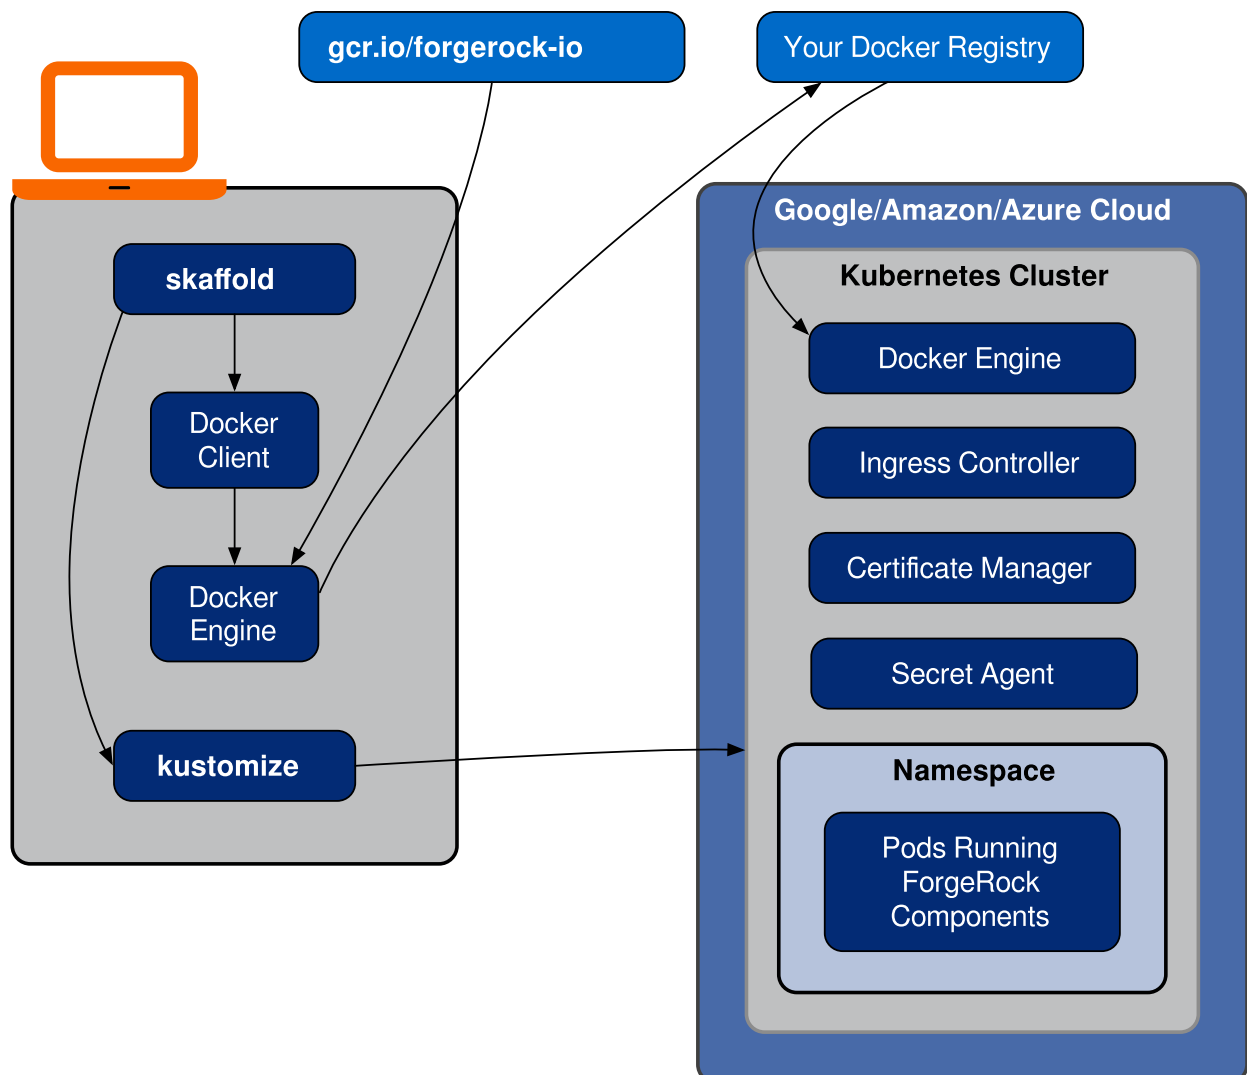 gcr.io/forgerock-io
Your Docker Registry
skaffold
Docker
Client
Docker
Engine
kustomize
Google/Amazon/Azure Cloud
Kubernetes Cluster
Docker Engine
Ingress Controller
Certificate Manager
Secret Agent
Namespace
Pods Running
ForgeRock
Components